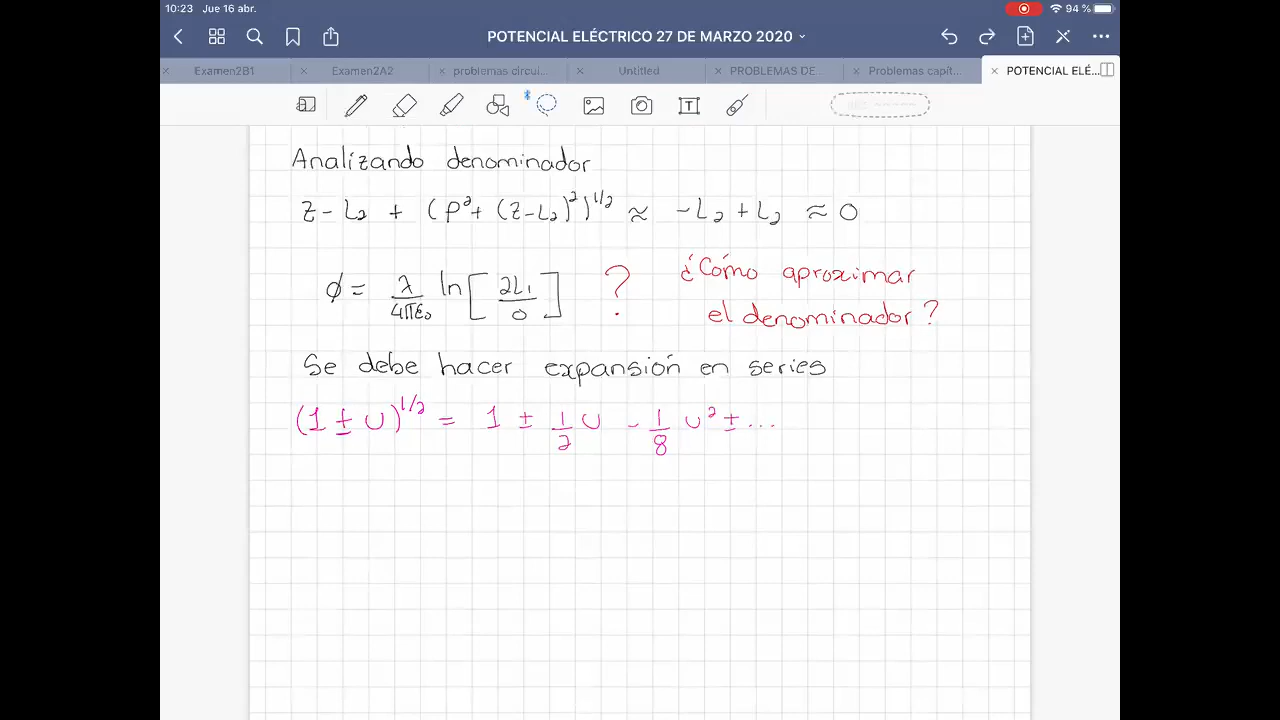 10:23 Jue 16 abr. 94 %
POTENCIAL ELÉCTRICO 27 DE MARZO 2020
Examen2B1 Examen2A2 problemas circui... Untitled PROBLEMAS DE... Problemas capít... POTENCIAL ELÉ...
Analizando denominador
z - L₂ + (ρ² + (z-L₂)²)^1/2 ≈ -L₂ + L₂ ≈ 0
φ = λ/4πε₀ ln [2L₁/0] ? ¿Cómo aproximar
el denominador?
Se debe hacer expansión en series
(1 ± u)^1/2 = 1 ± 1/2 u - 1/8 u² ± ...